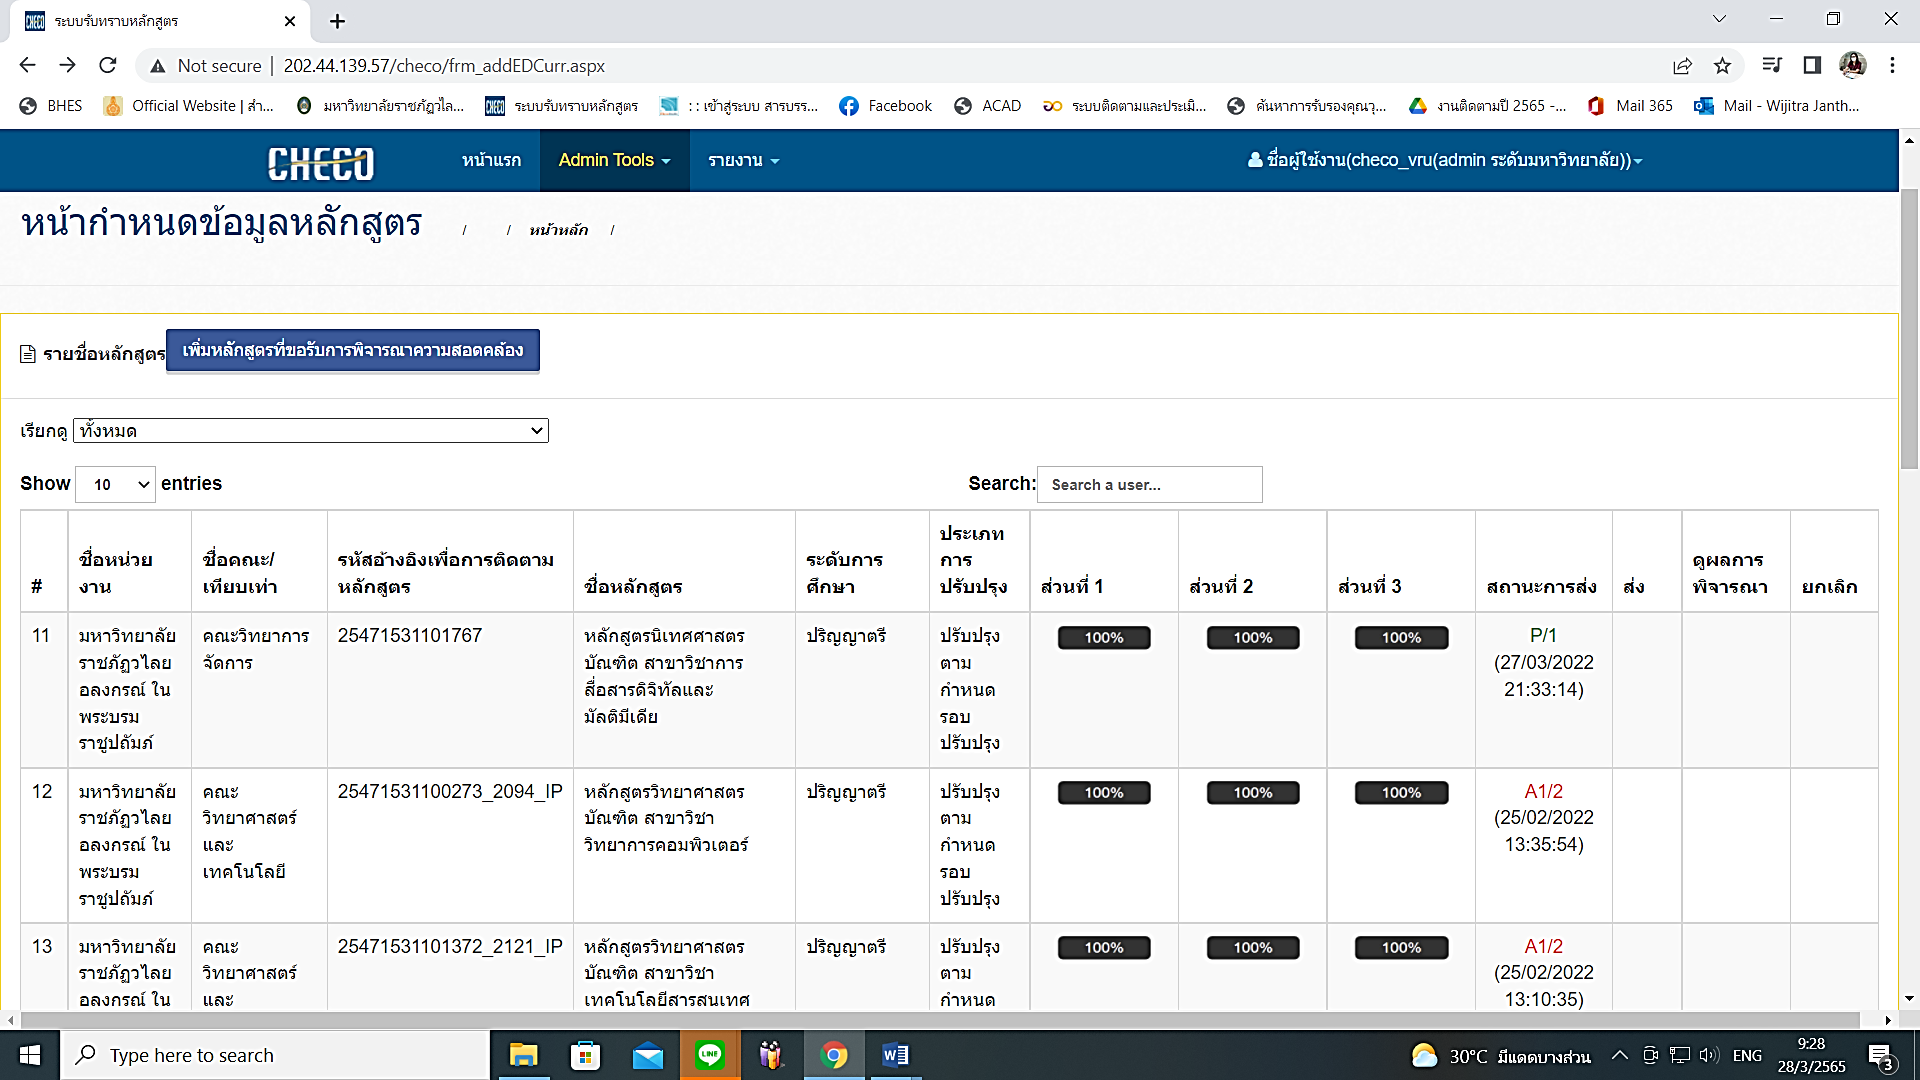 ระบบรับทราบหลักสูตร
Not secure | 202.44.139.57/checo/frm_addEDCurr.aspx
BHES Official Website | สำ... มหาวิทยาลัยราชภัฏวไล... ระบบรับทราบหลักสูตร : : เข้าสู่ระบบ สารบรร... Facebook ACAD ระบบติดตามและประเมิ... ค้นหาการรับรองคุณวุ... งานติดตามปี 2565 -... Mail 365 Mail - Wijitra Janth...
CHECO หน้าแรก Admin Tools รายงาน ชื่อผู้ใช้งาน(checo_vru(admin ระดับมหาวิทยาลัย))
หน้ากำหนดข้อมูลหลักสูตร / / หน้าหลัก /
รายชื่อหลักสูตร เพิ่มหลักสูตรที่ขอรับการพิจารณาความสอดคล้อง
เรียกดู ทั้งหมด
Show 10 entries Search: Search a user...
# ชื่อหน่วยงาน ชื่อคณะ/เทียบเท่า รหัสอ้างอิงเพื่อการติดตามหลักสูตร ชื่อหลักสูตร ระดับการศึกษา ประเภทการปรับปรุง ส่วนที่ 1 ส่วนที่ 2 ส่วนที่ 3 สถานะการส่ง ส่ง ดูผลการพิจารณา ยกเลิก
11 มหาวิทยาลัย คณะวิทยาการ 25471531101767 หลักสูตรนิเทศศาสตร ปริญญาตรี ปรับปรุง 100% 100% 100% P/1
ราชภัฏวไลย จัดการ บัณฑิต สาขาวิชาการ ตาม (27/03/2022
อลงกรณ์ ใน สื่อสารดิจิทัลและ กำหนด 21:33:14)
พระบรม มัลติมีเดีย รอบ
ราชูปถัมภ์ ปรับปรุง
12 มหาวิทยาลัย คณะ 25471531100273_2094_IP หลักสูตรวิทยาศาสตร ปริญญาตรี ปรับปรุง 100% 100% 100% A1/2
ราชภัฏวไลย วิทยาศาสตร์ บัณฑิต สาขาวิชา ตาม (25/02/2022
อลงกรณ์ ใน และ วิทยาการคอมพิวเตอร์ กำหนด 13:35:54)
พระบรม เทคโนโลยี รอบ
ราชูปถัมภ์ ปรับปรุง
13 มหาวิทยาลัย คณะ 25471531101372_2121_IP หลักสูตรวิทยาศาสตร ปริญญาตรี ปรับปรุง 100% 100% 100% A1/2
ราชภัฏวไลย วิทยาศาสตร์ บัณฑิต สาขาวิชา ตาม (25/02/2022
อลงกรณ์ ใน และ เทคโนโลยีสารสนเทศ กำหนด 13:10:35)
Type here to search LINE 30°C มีแดดบางส่วน ENG 9:28
28/3/2565 3